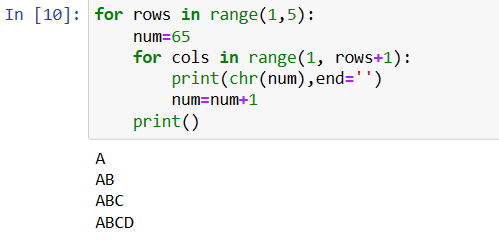 In [10]: for rows in range(1,5):
    num=65
    for cols in range(1, rows+1):
        print(chr(num),end='')
        num=num+1
    print()
A
AB
ABC
ABCD